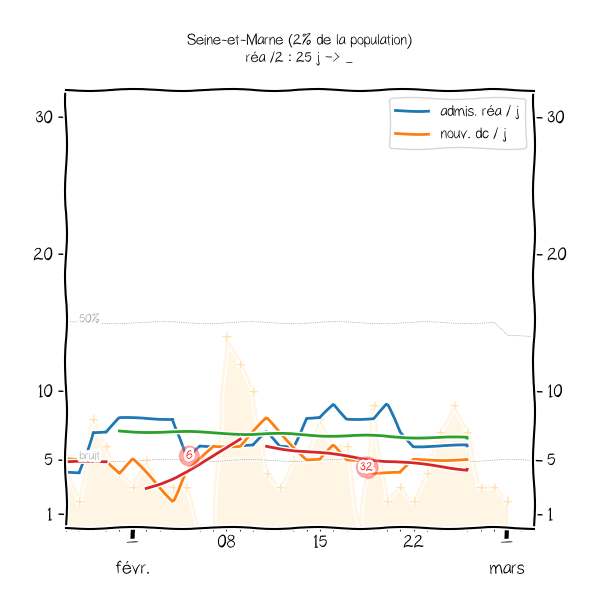 Seine-et-Marne (2% de la population)
réa /2 : 25 j -> _
30
30
admis. réa / j
nouv. dc / j
20
20
50%
10
10
6
5
bruit
32
5
1
1
08
15
22
févr.
mars